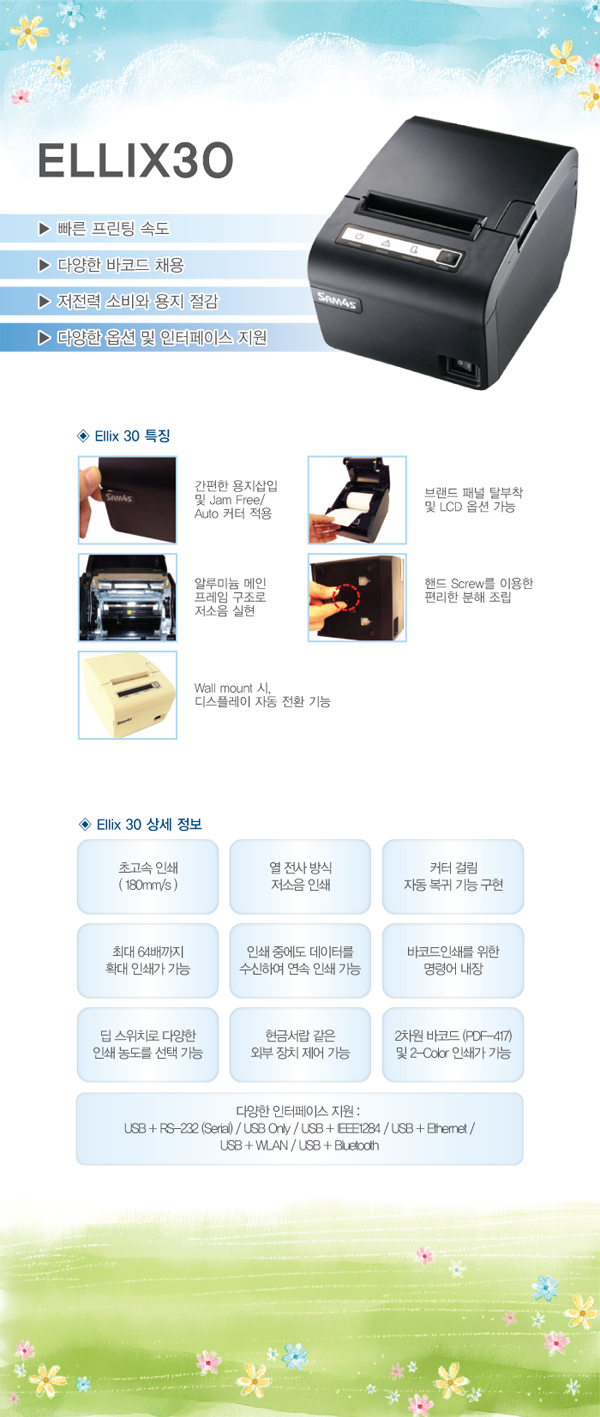 ELLIX30
▶ 빠른 프린팅 속도
▶ 다양한 바코드 채용
▶ 저전력 소비와 용지 절감
▶ 다양한 옵션 및 인터페이스 지원
SAM4S
◈ Ellix 30 특징
SAM4S
간편한 용지삽입
및 Jam Free/
Auto 커터 적용
브랜드 패널 탈부착
및 LCD 옵션 가능
알루미늄 메인
프레임 구조로
저소음 실현
핸드 Screw를 이용한
편리한 분해 조립
SAM4S
Wall mount 시,
디스플레이 자동 전환 기능
◈ Ellix 30 상세 정보
초고속 인쇄
( 180mm/s )
열 전사 방식
저소음 인쇄
커터 걸림
자동 복귀 기능 구현
최대 64배까지
확대 인쇄가 가능
인쇄 중에도 데이터를
수신하여 연속 인쇄 가능
바코드인쇄를 위한
명령어 내장
딥 스위치로 다양한
인쇄 농도를 선택 가능
현금서랍 같은
외부 장치 제어 가능
2차원 바코드 (PDF-417)
및 2-Color 인쇄가 가능
다양한 인터페이스 지원 :
USB + RS-232 (Serial) / USB Only / USB + IEEE1284 / USB + Ethernet /
USB + WLAN / USB + Bluetooth